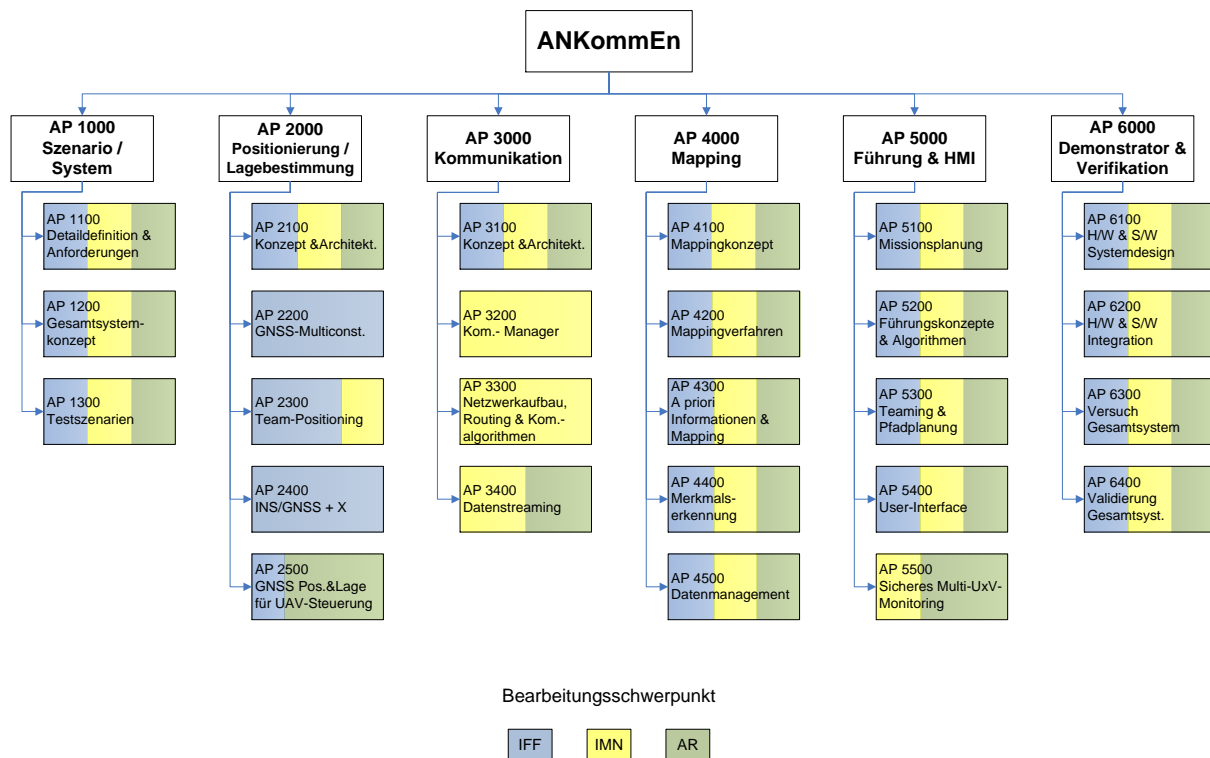 ANKommEn
AP 1000
Szenario /
System
AP 2000
Positionierung /
Lagebestimmung
AP 3000
Kommunikation
AP 4000
Mapping
AP 5000
Führung & HMI
AP 6000
Demonstrator &
Verifikation
AP 1100
Detaildefinition &
Anforderungen
AP 1200
Gesamtsystem-
konzept
AP 1300
Testszenarien
AP 2100
Konzept &Architekt.
AP 2200
GNSS-Multiconst.
AP 2300
Team-Positioning
AP 2400
INS/GNSS + X
AP 2500
GNSS Pos.&Lage
für UAV-Steuerung
AP 3100
Konzept &Architekt.
AP 3200
Kom.- Manager
AP 3300
Netzwerkaufbau,
Routing & Kom.-
algorithmen
AP 3400
Datenstreaming
AP 4100
Mappingkonzept
AP 4200
Mappingverfahren
AP 4300
A priori
Informationen &
Mapping
AP 4400
Merkmals-
erkennung
AP 4500
Datenmanagement
AP 5100
Missionsplanung
AP 5200
Führungskonzepte
& Algorithmen
AP 5300
Teaming &
Pfadplanung
AP 5400
User-Interface
AP 5500
Sicheres Multi-UxV-
Monitoring
AP 6100
H/W & S/W
Systemdesign
AP 6200
H/W & S/W
Integration
AP 6300
Versuch
Gesamtsystem
AP 6400
Validierung
Gesamtsyst.
Bearbeitungsschwerpunkt
IFF
IMN
AR